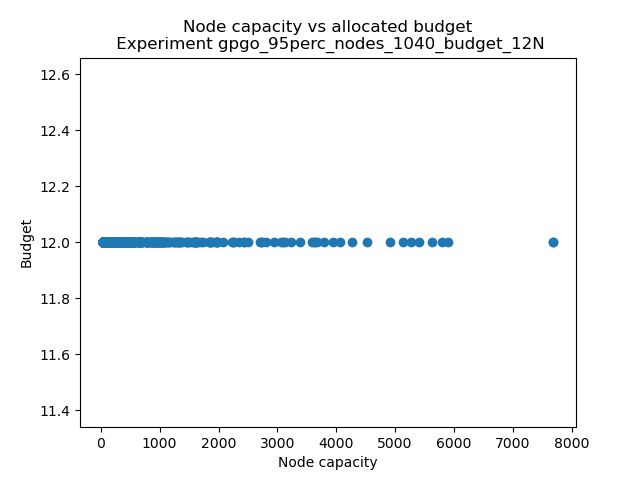 Node capacity vs allocated budget
Experiment gpgo_95perc_nodes_1040_budget_12N
12.6
12.4
12.2
12.0
11.8
11.6
11.4
Budget
0 1000 2000 3000 4000 5000 6000 7000 8000
Node capacity